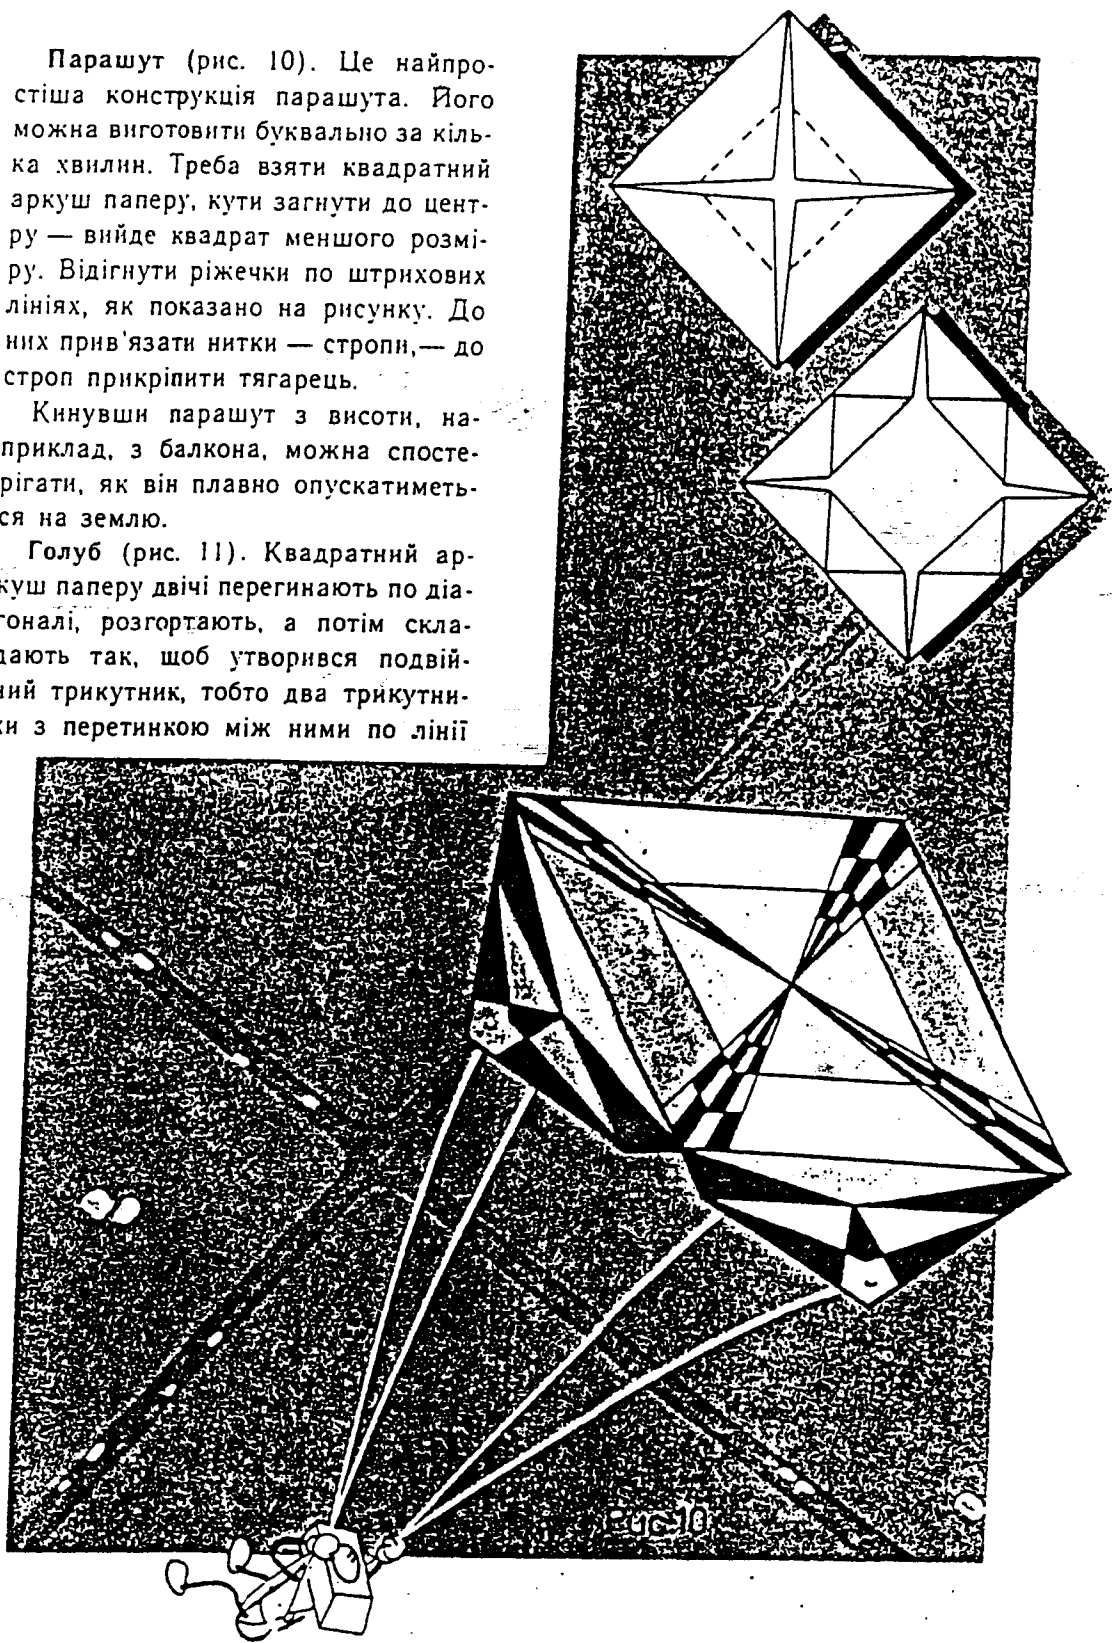 Парашут (рис. 10). Це найпро-
стіша конструкція парашута. Його
можна виготовити буквально за кіль-
ка хвилин. Треба взяти квадратний
аркуш паперу, кути загнути до цент-
ру — вийде квадрат меншого розмі-
ру. Відігнути ріжечки по штрихових
лініях, як показано на рисунку. До
них прив'язати нитки — стропи,— до
строп прикріпити тягарець.
Кинувши парашут з висоти, на-
приклад, з балкона, можна спосте-
рігати, як він плавно опускатиметь-
ся на землю.
Голуб (рис. 11). Квадратний ар-
куш паперу двічі перегинають по діа-
гоналі, розгортають, а потім скла-
дають так, щоб утворився подвій-
ний трикутник, тобто два трикутни-
ки з перетинкою між ними по лінії
Рис 10